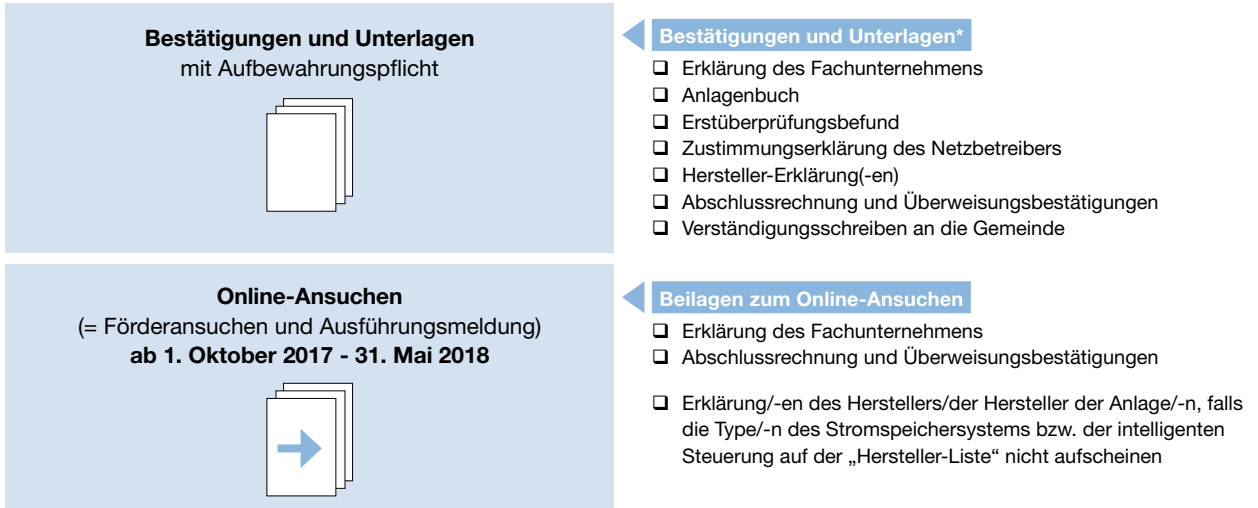 Bestätigungen und Unterlagen
mit Aufbewahrungspflicht
Bestätigungen und Unterlagen*
❑ Erklärung des Fachunternehmens
❑ Anlagenbuch
❑ Erstüberprüfungsbefund
❑ Zustimmungserklärung des Netzbetreibers
❑ Hersteller-Erklärung(-en)
❑ Abschlussrechnung und Überweisungsbestätigungen
❑ Verständigungsschreiben an die Gemeinde
Online-Ansuchen
(= Förderansuchen und Ausführungsmeldung)
ab 1. Oktober 2017 - 31. Mai 2018
Beilagen zum Online-Ansuchen
❑ Erklärung des Fachunternehmens
❑ Abschlussrechnung und Überweisungsbestätigungen
❑ Erklärung/-en des Herstellers/der Hersteller der Anlage/-n, falls
die Type/-n des Stromspeichersystems bzw. der intelligenten
Steuerung auf der „Hersteller-Liste“ nicht aufscheinen